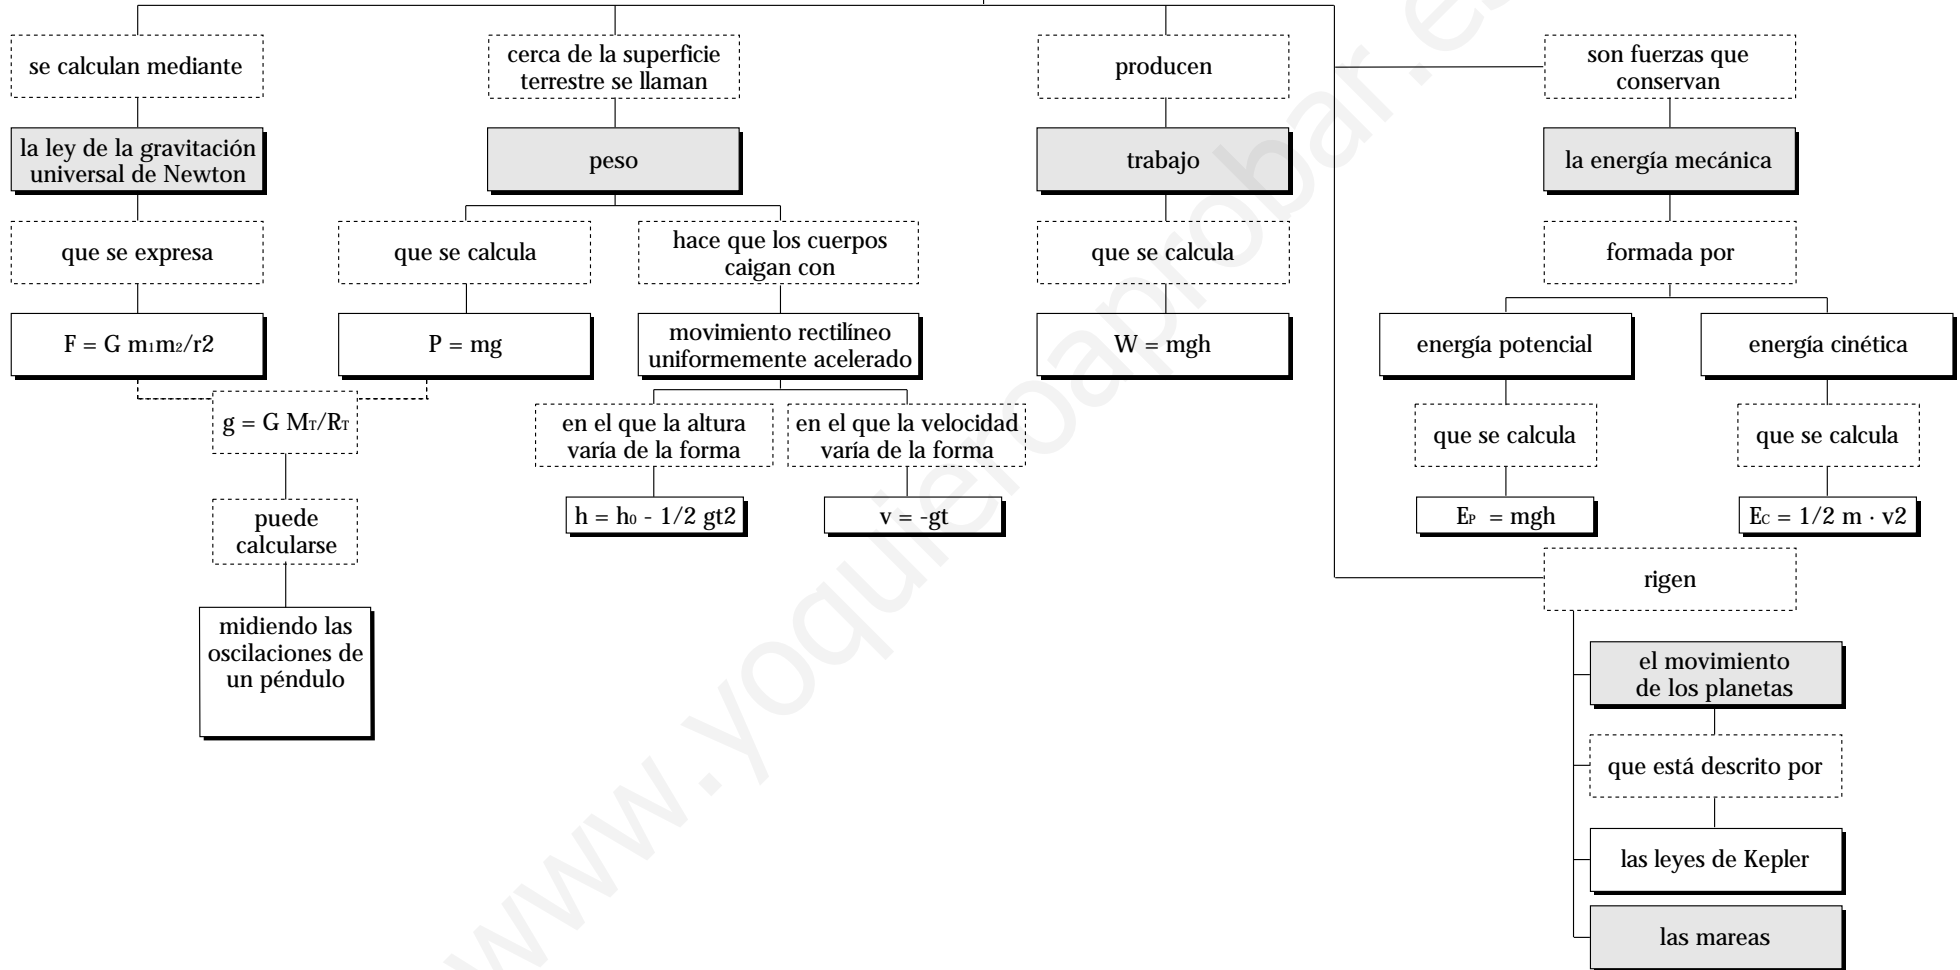 se calculan mediante
la ley de la gravitación
universal de Newton
que se expresa
F = G m₁m₂/r2
cerca de la superficie
terrestre se llaman
peso
que se calcula
P = mg
g = G MT/RT
puede
calcularse
midiendo las
oscilaciones de
un péndulo
hace que los cuerpos
caigan con
movimiento rectilíneo
uniformemente acelerado
en el que la altura
varía de la forma
h = h₀ - 1/2 gt2
en el que la velocidad
varía de la forma
v = -gt
producen
trabajo
que se calcula
W = mgh
son fuerzas que
conservan
la energía mecánica
formada por
energía potencial
que se calcula
EP = mgh
energía cinética
que se calcula
EC = 1/2 m · v2
rigen
el movimiento
de los planetas
que está descrito por
las leyes de Kepler
las mareas
www.yoquieroaprobar.es